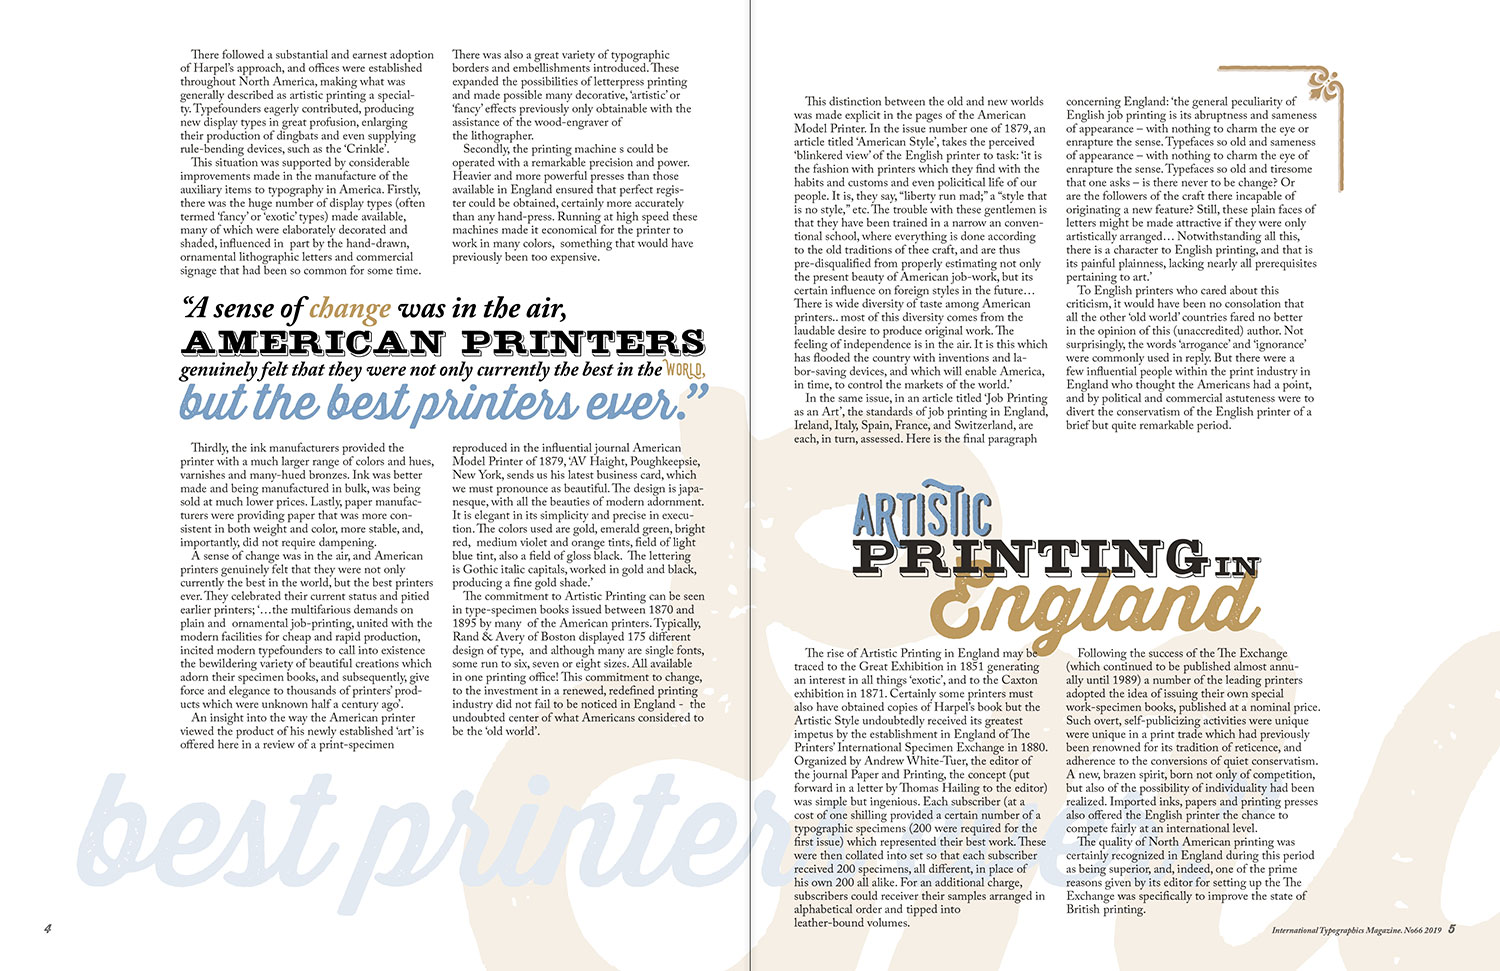 There followed a substantial and earnest adoption
of Harpel's approach, and offices were established
throughout North America, making what was
generally described as artistic printing a special-
ty. Typefounders eagerly contributed, producing
new display types in great profusion, enlarging
their production of dingbats and even supplying
rule-bending devices, such as the 'Crinkle'.
This situation was supported by considerable
improvements made in the manufacture of the
auxiliary items to typography in America. Firstly,
there was the huge number of display types (often
termed 'fancy' or 'exotic' types) made available,
many of which were elaborately decorated and
shaded, influenced in part by the hand-drawn,
ornamental lithographic letters and commercial
signage that had been so common for some time.
There was also a great variety of typographic
borders and embellishments introduced. These
expanded the possibilities of letterpress printing
and made possible many decorative, 'artistic' or
'fancy' effects previously only obtainable with the
assistance of the wood-engraver of
the lithographer.
Secondly, the printing machine s could be
operated with a remarkable precision and power.
Heavier and more powerful presses than those
available in England ensured that perfect regis-
ter could be obtained, certainly more accurately
than any hand-press. Running at high speed these
machines made it economical for the printer to
work in many colors, something that would have
previously been too expensive.
"A sense of change was in the air,
AMERICAN PRINTERS
genuinely felt that they were not only currently the best in the WORLD,
but the best printers ever."
Thirdly, the ink manufacturers provided the
printer with a much larger range of colors and hues,
varnishes and many-hued bronzes. Ink was better
made and being manufactured in bulk, was being
sold at much lower prices. Lastly, paper manufac-
turers were providing paper that was more con-
sistent in both weight and color, more stable, and,
importantly, did not require dampening.
A sense of change was in the air, and American
printers genuinely felt that they were not only
currently the best in the world, but the best printers
ever. They celebrated their current status and pitied
earlier printers; '…the multifarious demands on
plain and ornamental job-printing, united with the
modern facilities for cheap and rapid production,
incited modern typefounders to call into existence
the bewildering variety of beautiful creations which
adorn their specimen books, and subsequently, give
force and elegance to thousands of printers' prod-
ucts which were unknown half a century ago'.
An insight into the way the American printer
viewed the product of his newly established 'art' is
offered here in a review of a print-specimen
reproduced in the influential journal American
Model Printer of 1879, 'AV Haight, Poughkeepsie,
New York, sends us his latest business card, which
we must pronounce as beautiful. The design is japa-
nesque, with all the beauties of modern adornment.
It is elegant in its simplicity and precise in execu-
tion. The colors used are gold, emerald green, bright
red, medium violet and orange tints, field of light
blue tint, also a field of gloss black. The lettering
is Gothic italic capitals, worked in gold and black,
producing a fine gold shade.'
The commitment to Artistic Printing can be seen
in type-specimen books issued between 1870 and
1895 by many of the American printers. Typically,
Rand & Avery of Boston displayed 175 different
design of type, and although many are single fonts,
some run to six, seven or eight sizes. All available
in one printing office! This commitment to change,
to the investment in a renewed, redefined printing
industry did not fail to be noticed in England - the
undoubted center of what Americans considered to
be the 'old world'.
best printers ever."
4
This distinction between the old and new worlds
was made explicit in the pages of the American
Model Printer. In the issue number one of 1879, an
article titled 'American Style', takes the perceived
'blinkered view' of the English printer to task: 'it is
the fashion with printers which they find with the
habits and customs and even policitical life of our
people. It is, they say, "liberty run mad;" a "style that
is no style," etc. The trouble with these gentlemen is
that they have been trained in a narrow an conven-
tional school, where everything is done according
to the old traditions of thee craft, and are thus
pre-disqualified from properly estimating not only
the present beauty of American job-work, but its
certain influence on foreign styles in the future…
There is wide diversity of taste among American
printers.. most of this diversity comes from the
laudable desire to produce original work. The
feeling of independence is in the air. It is this which
has flooded the country with inventions and la-
bor-saving devices, and which will enable America,
in time, to control the markets of the world.'
In the same issue, in an article titled 'Job Printing
as an Art', the standards of job printing in England,
Ireland, Italy, Spain, France, and Switzerland, are
each, in turn, assessed. Here is the final paragraph
concerning England: 'the general peculiarity of
English job printing is its abruptness and sameness
of appearance – with nothing to charm the eye or
enrapture the sense. Typefaces so old and sameness
of appearance – with nothing to charm the eye of
enrapture the sense. Typefaces so old and tiresome
that one asks – is there never to be change? Or
are the followers of the craft there incapable of
originating a new feature? Still, these plain faces of
letters might be made attractive if they were only
artistically arranged… Notwithstanding all this,
there is a character to English printing, and that is
its painful plainness, lacking nearly all prerequisites
pertaining to art.'
To English printers who cared about this
criticism, it would have been no consolation that
all the other 'old world' countries fared no better
in the opinion of this (unaccredited) author. Not
surprisingly, the words 'arrogance' and 'ignorance'
were commonly used in reply. But there were a
few influential people within the print industry in
England who thought the Americans had a point,
and by political and commercial astuteness were to
divert the conservatism of the English printer of a
brief but quite remarkable period.
ARTISTIC
PRINTING IN
England
The rise of Artistic Printing in England may be
traced to the Great Exhibition in 1851 generating
an interest in all things 'exotic', and to the Caxton
exhibition in 1871. Certainly some printers must
also have obtained copies of Harpel's book but the
Artistic Style undoubtedly received its greatest
impetus by the establishment in England of The
Printers' International Specimen Exchange in 1880.
Organized by Andrew White-Tuer, the editor of
the journal Paper and Printing, the concept (put
forward in a letter by Thomas Hailing to the editor)
was simple but ingenious. Each subscriber (at a
cost of one shilling provided a certain number of a
typographic specimens (200 were required for the
first issue) which represented their best work. These
were then collated into set so that each subscriber
received 200 specimens, all different, in place of
his own 200 all alike. For an additional charge,
subscribers could receiver their samples arranged in
alphabetical order and tipped into
leather-bound volumes.
Following the success of the The Exchange
(which continued to be published almost annu-
ally until 1989) a number of the leading printers
adopted the idea of issuing their own special
work-specimen books, published at a nominal price.
Such overt, self-publicizing activities were unique
were unique in a print trade which had previously
been renowned for its tradition of reticence, and
adherence to the conversions of quiet conservatism.
A new, brazen spirit, born not only of competition,
but also of the possibility of individuality had been
realized. Imported inks, papers and printing presses
also offered the English printer the chance to
compete fairly at an international level.
The quality of North American printing was
certainly recognized in England during this period
as being superior, and, indeed, one of the prime
reasons given by its editor for setting up the The
Exchange was specifically to improve the state of
British printing.
International Typographics Magazine. No66 2019 5